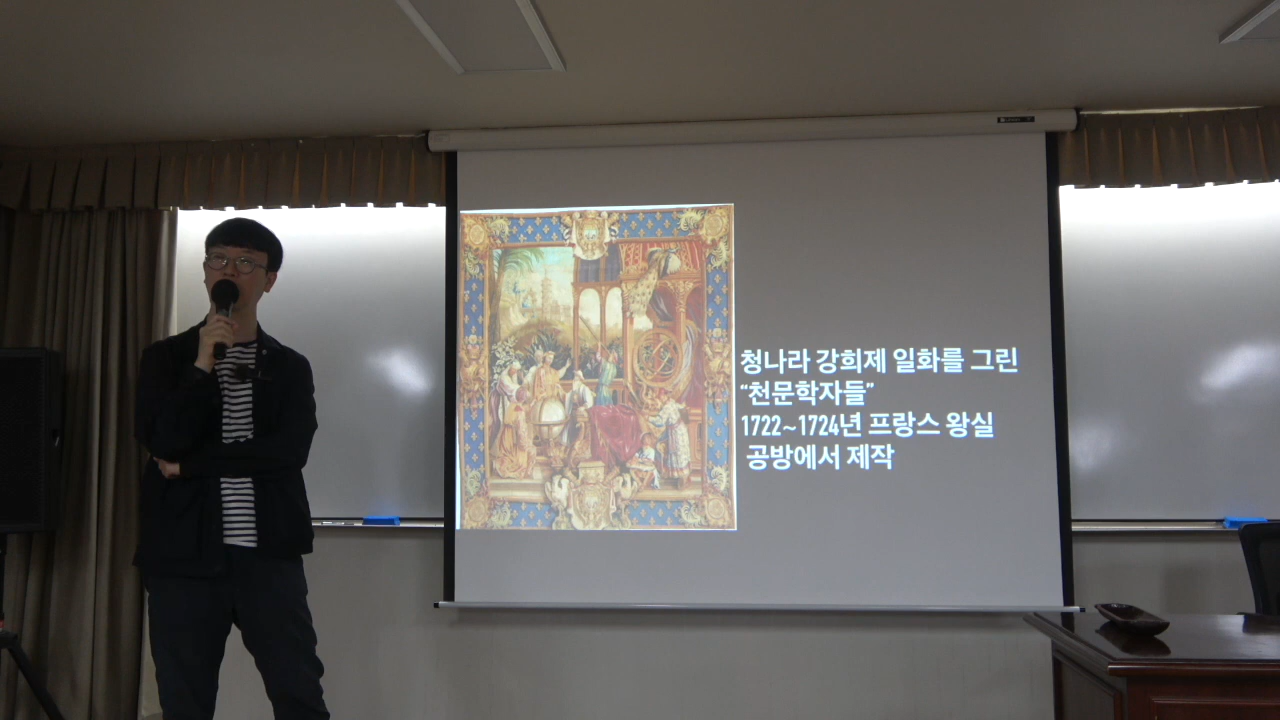 청나라 강희제 일화를 그린
“천문학자들”
1722~1724년 프랑스 왕실
공방에서 제작